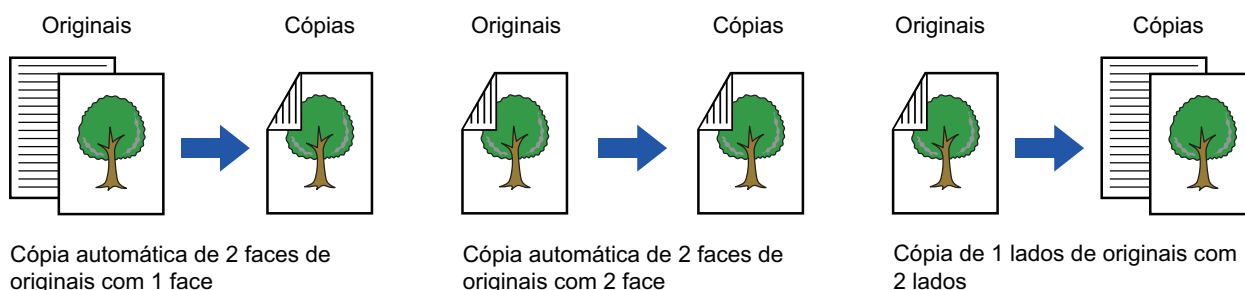 Originais
Cópias
Originais
Cópias
Originais
Cópias
Cópia automática de 2 faces de
originais com 1 face
Cópia automática de 2 faces de
originais com 2 face
Cópia de 1 lados de originais com
2 lados